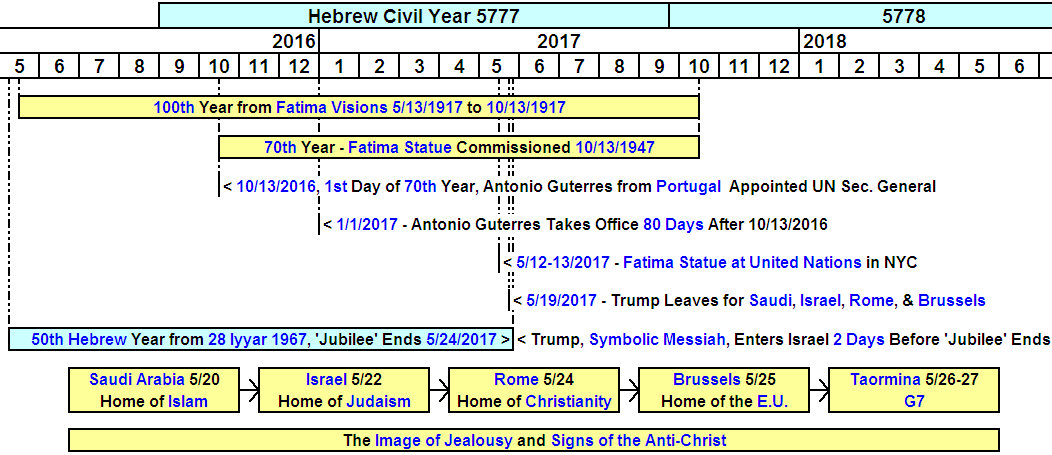 Hebrew Civil Year 5777 5778
2016 2017 2018
5 6 7 8 9 10 11 12 1 2 3 4 5 6 7 8 9 10 11 12 1 2 3 4 5 6
100th Year from Fatima Visions 5/13/1917 to 10/13/1917
70th Year - Fatima Statue Commissioned 10/13/1947
< 10/13/2016, 1st Day of 70th Year, Antonio Guterres from Portugal Appointed UN Sec. General
< 1/1/2017 - Antonio Guterres Takes Office 80 Days After 10/13/2016
< 5/12-13/2017 - Fatima Statue at United Nations in NYC
< 5/19/2017 - Trump Leaves for Saudi, Israel, Rome, & Brussels
50th Hebrew Year from 28 Iyyar 1967, 'Jubilee' Ends 5/24/2017 > < Trump, Symbolic Messiah, Enters Israel 2 Days Before 'Jubilee' Ends
Saudi Arabia 5/20 Israel 5/22 Rome 5/24 Brussels 5/25 Taormina 5/26-27
Home of Islam Home of Judaism Home of Christianity Home of the E.U. G7
The Image of Jealousy and Signs of the Anti-Christ